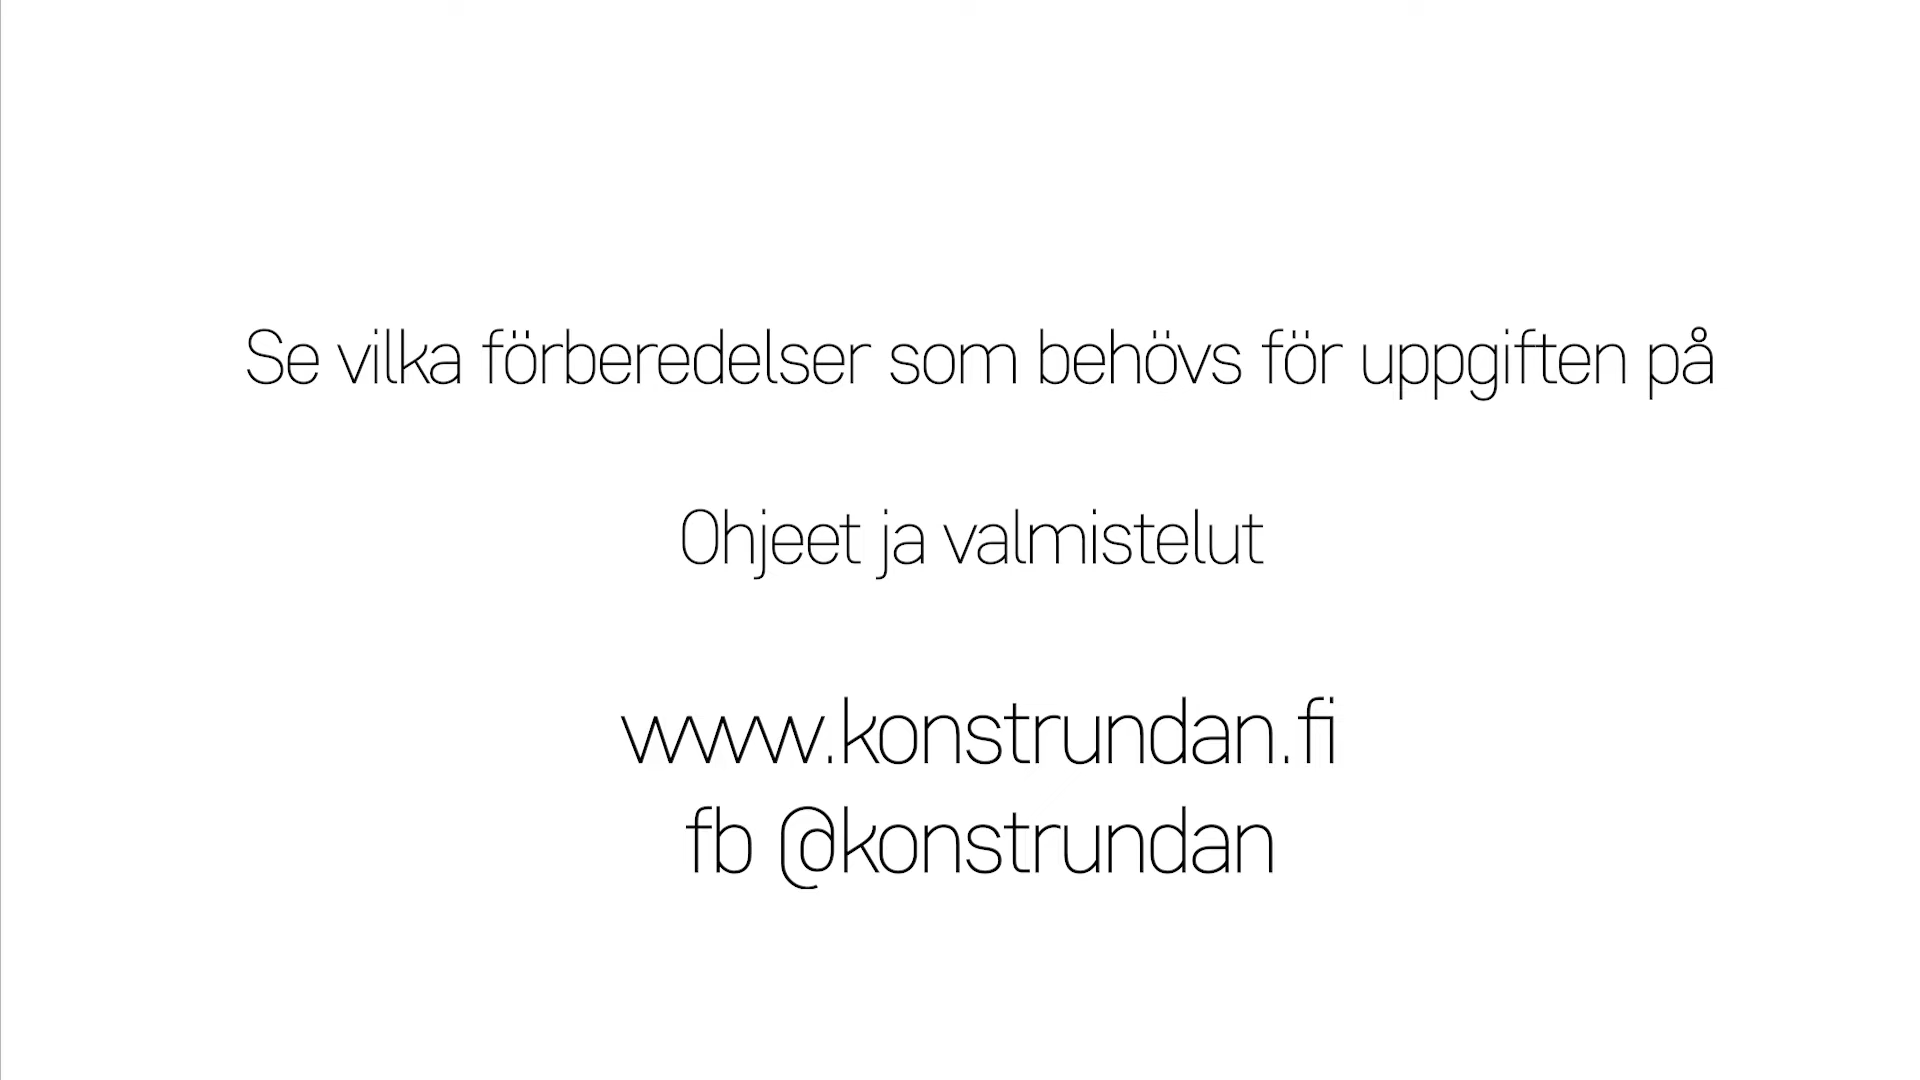 Se vilka förberedelser som behövs för uppgiften på
Ohjeet ja valmistelut
www.konstrundan.fi
fb @konstrundan